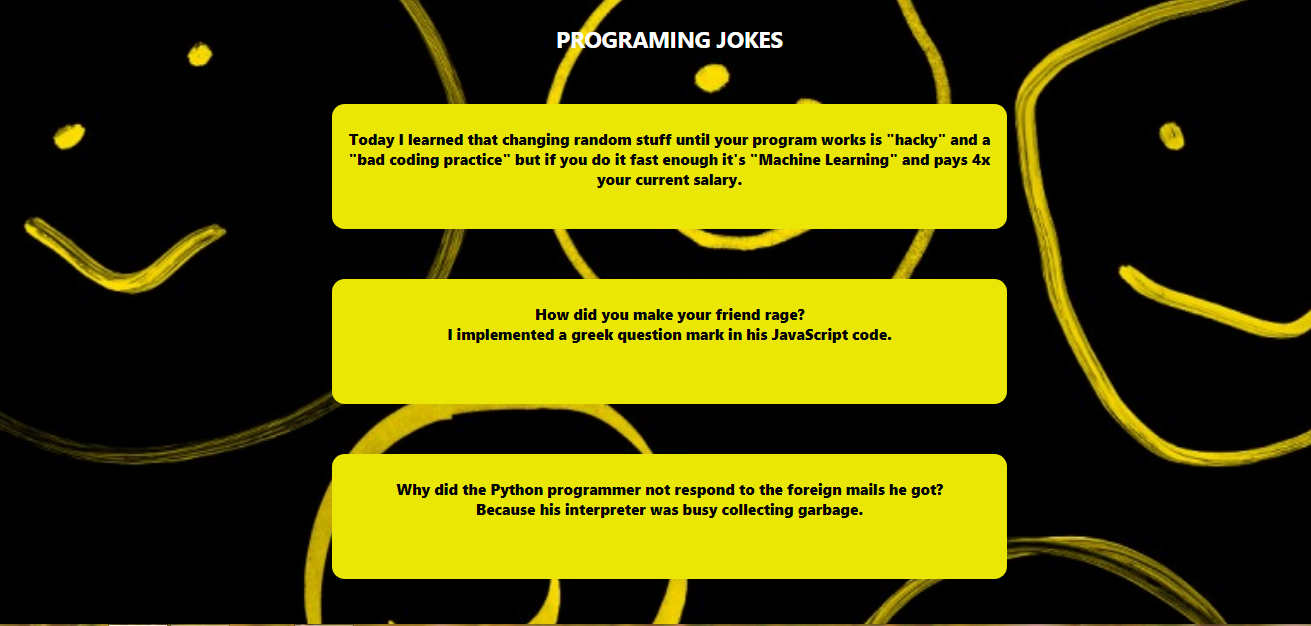 PROGRAMING JOKES
Today I learned that changing random stuff until your program works is "hacky" and a
"bad coding practice" but if you do it fast enough it's "Machine Learning" and pays 4x
your current salary.
How did you make your friend rage?
I implemented a greek question mark in his JavaScript code.
Why did the Python programmer not respond to the foreign mails he got?
Because his interpreter was busy collecting garbage.